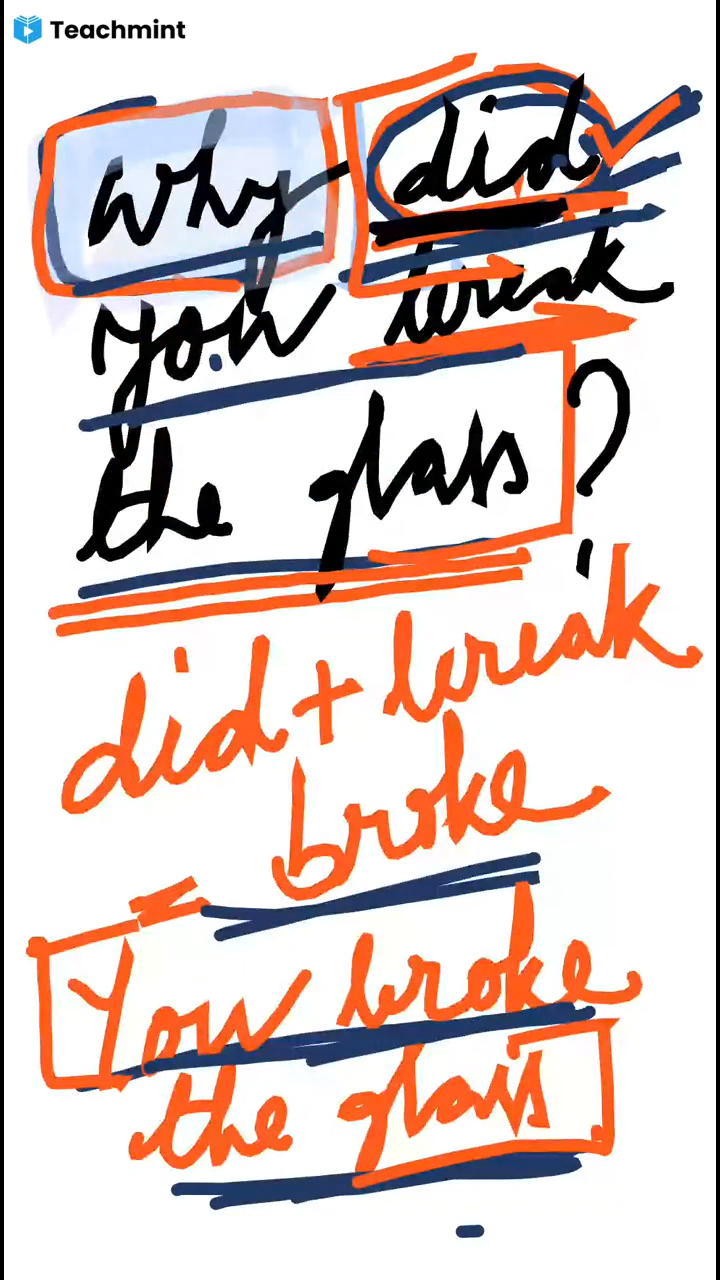 Teachmint
why did
you break
the glass?
did + break
broke
You broke
the glass